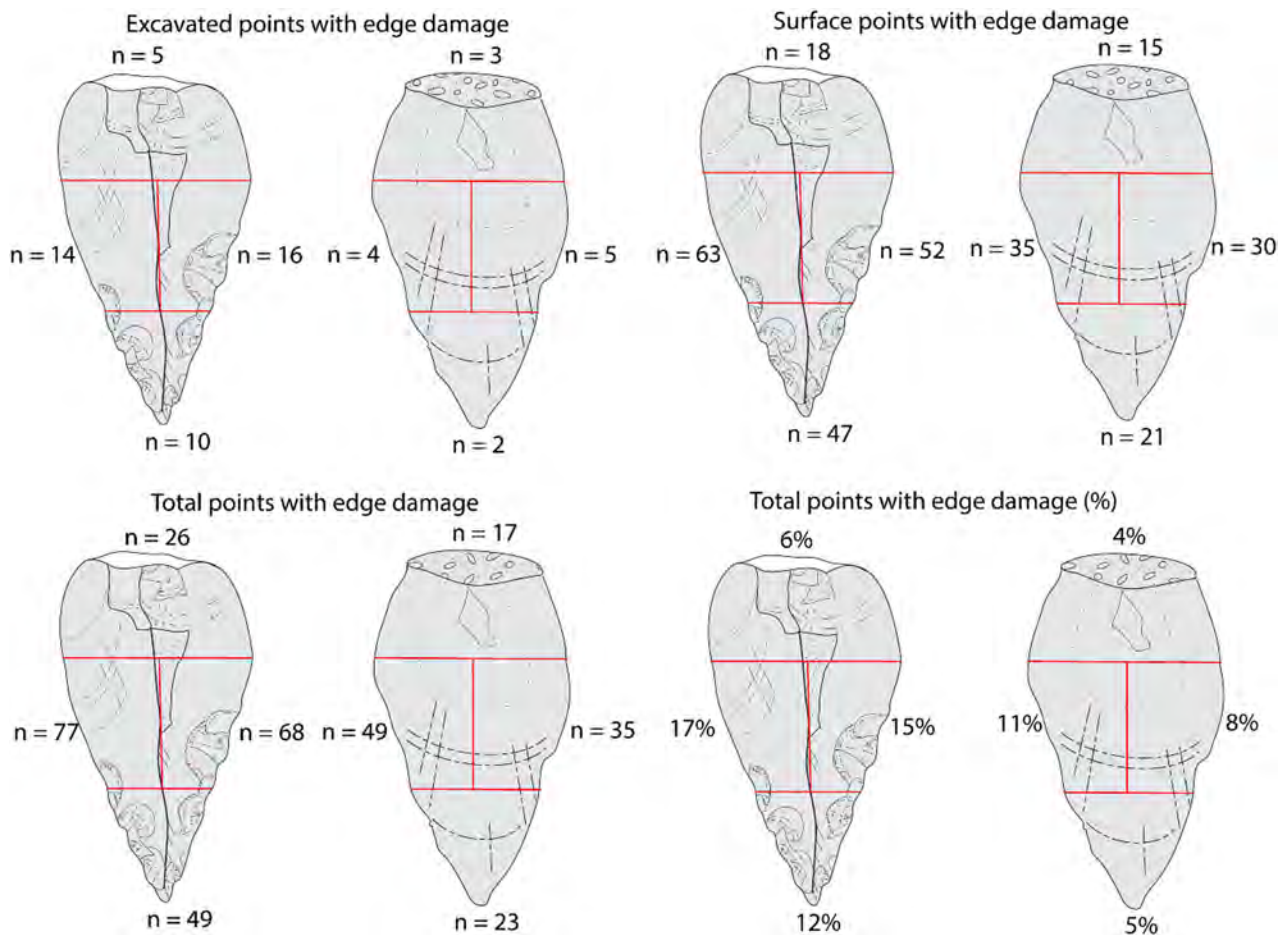 Excavated points with edge damage
n = 5
n = 3
n = 14
n = 16
n = 4
n = 5
n = 10
n = 2
Surface points with edge damage
n = 18
n = 15
n = 63
n = 52
n = 35
n = 30
n = 47
n = 21
Total points with edge damage
n = 26
n = 17
n = 77
n = 68
n = 49
n = 35
n = 49
n = 23
Total points with edge damage (%)
6%
4%
17%
15%
11%
8%
12%
5%